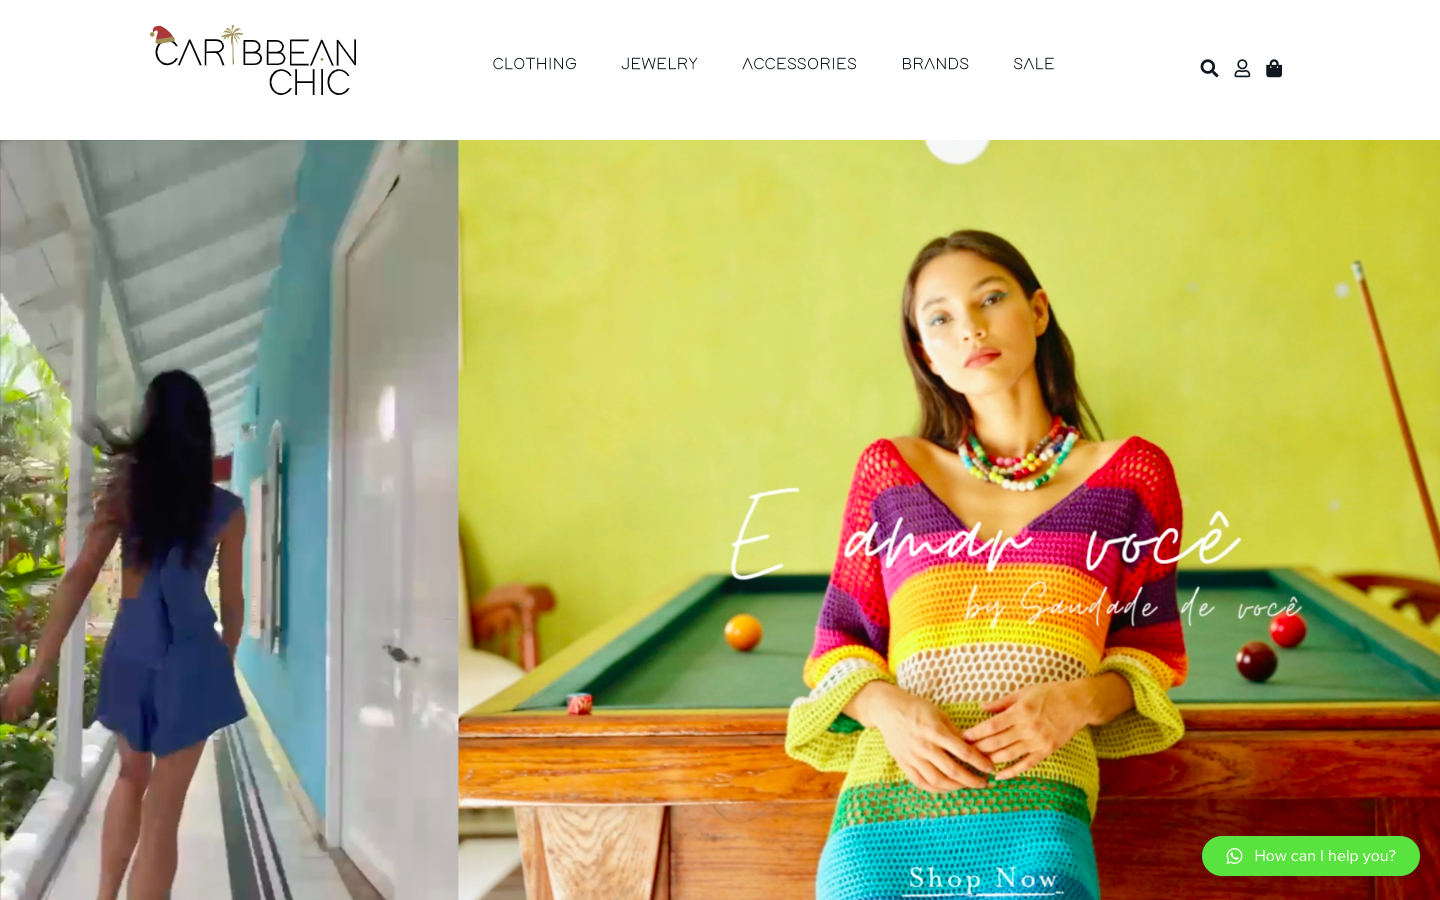 CARIBBEAN
CHIC
CLOTHING
JEWELRY
ACCESSORIES
BRANDS
SALE
E amar você
by Saudade de você
Shop Now
How can I help you?